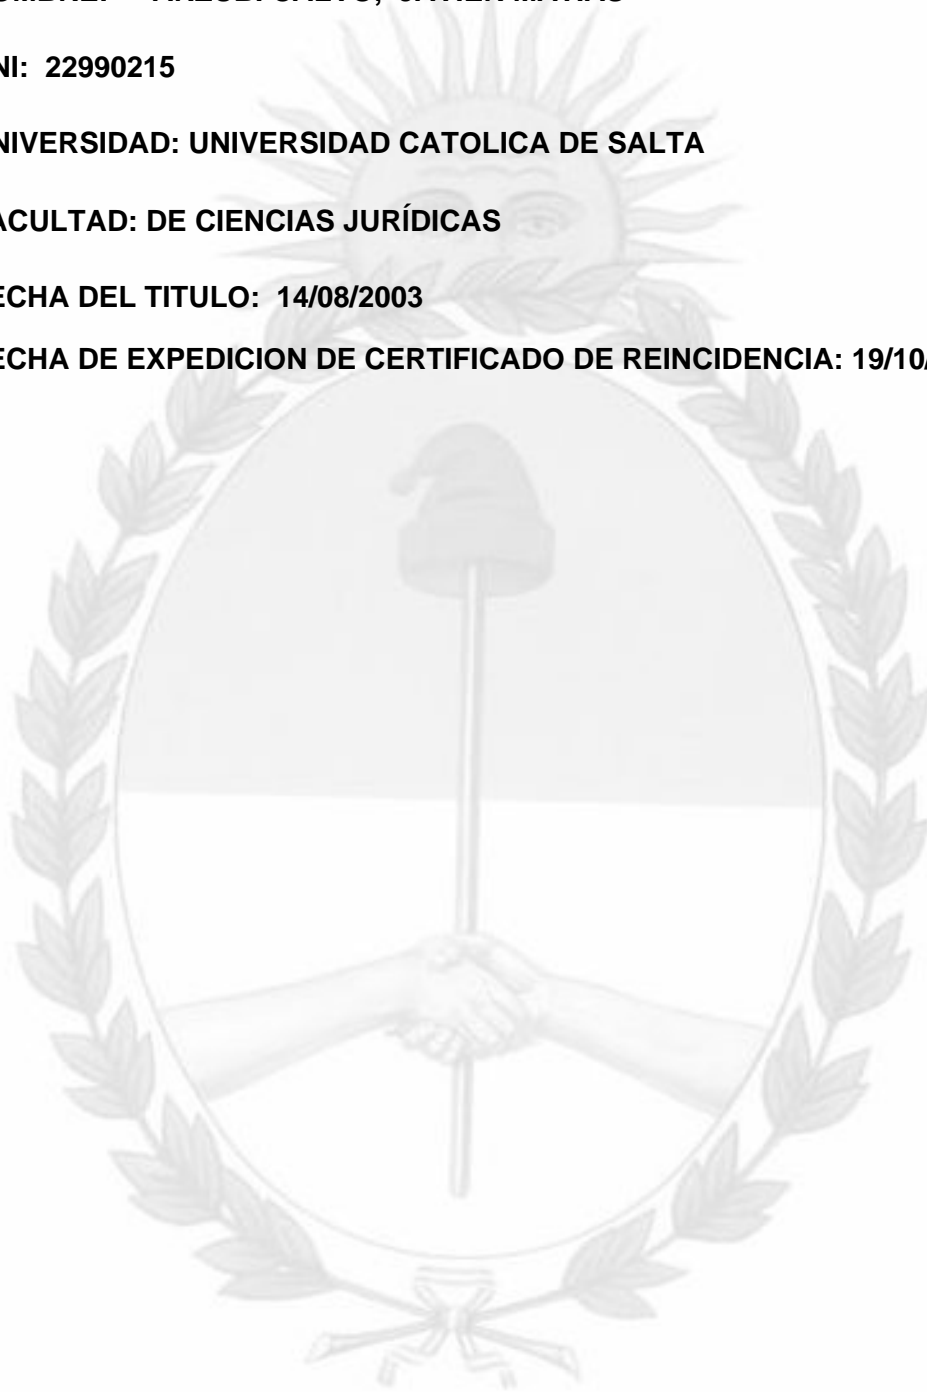 NI: 22990215
NIVERSIDAD: UNIVERSIDAD CATOLICA DE SALTA
ACULTAD: DE CIENCIAS JURÍDICAS
ECHA DEL TITULO: 14/08/2003
ECHA DE EXPEDICION DE CERTIFICADO DE REINCIDENCIA: 19/10/